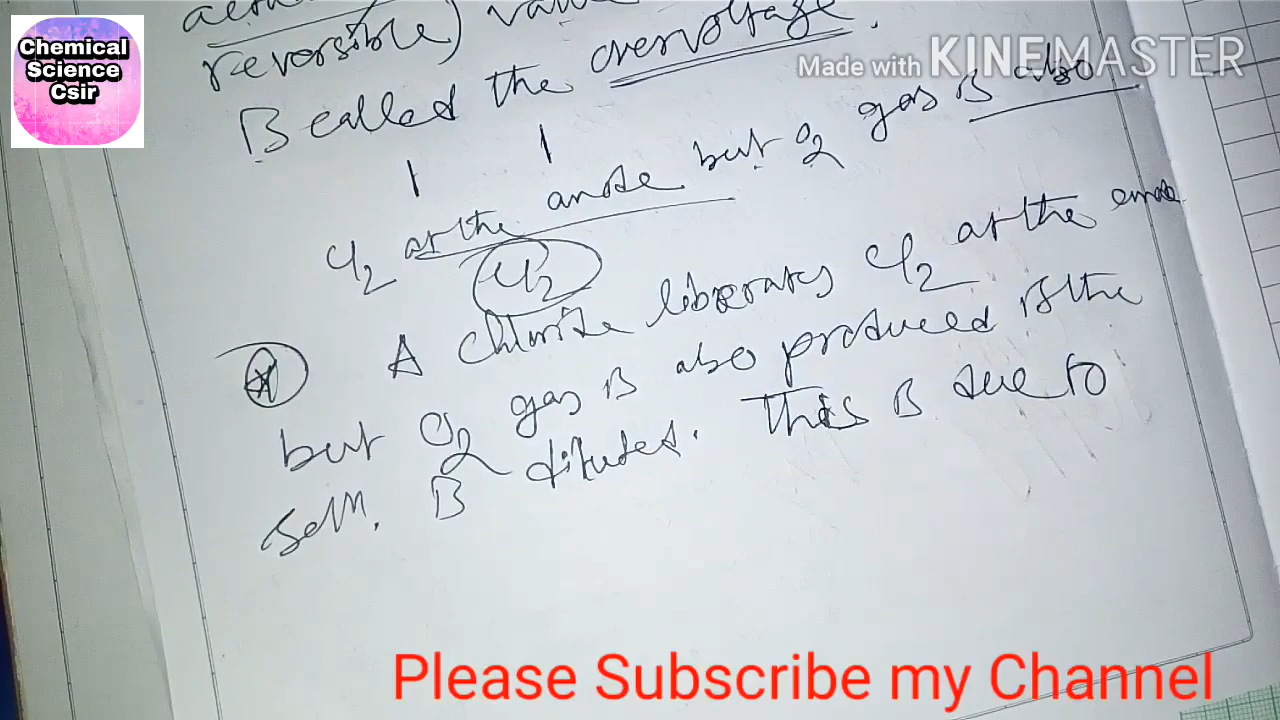 Chemical
Science
Csir
Made with KINEMASTER
reversible)
is called the overvoltage.
Cl2 at the anode but O2 gas is also
Cl2
A chloride liberates Cl2 at the anode
but O2 gas is also produced if the
soln. is diluted. This is due to
Please Subscribe my Channel